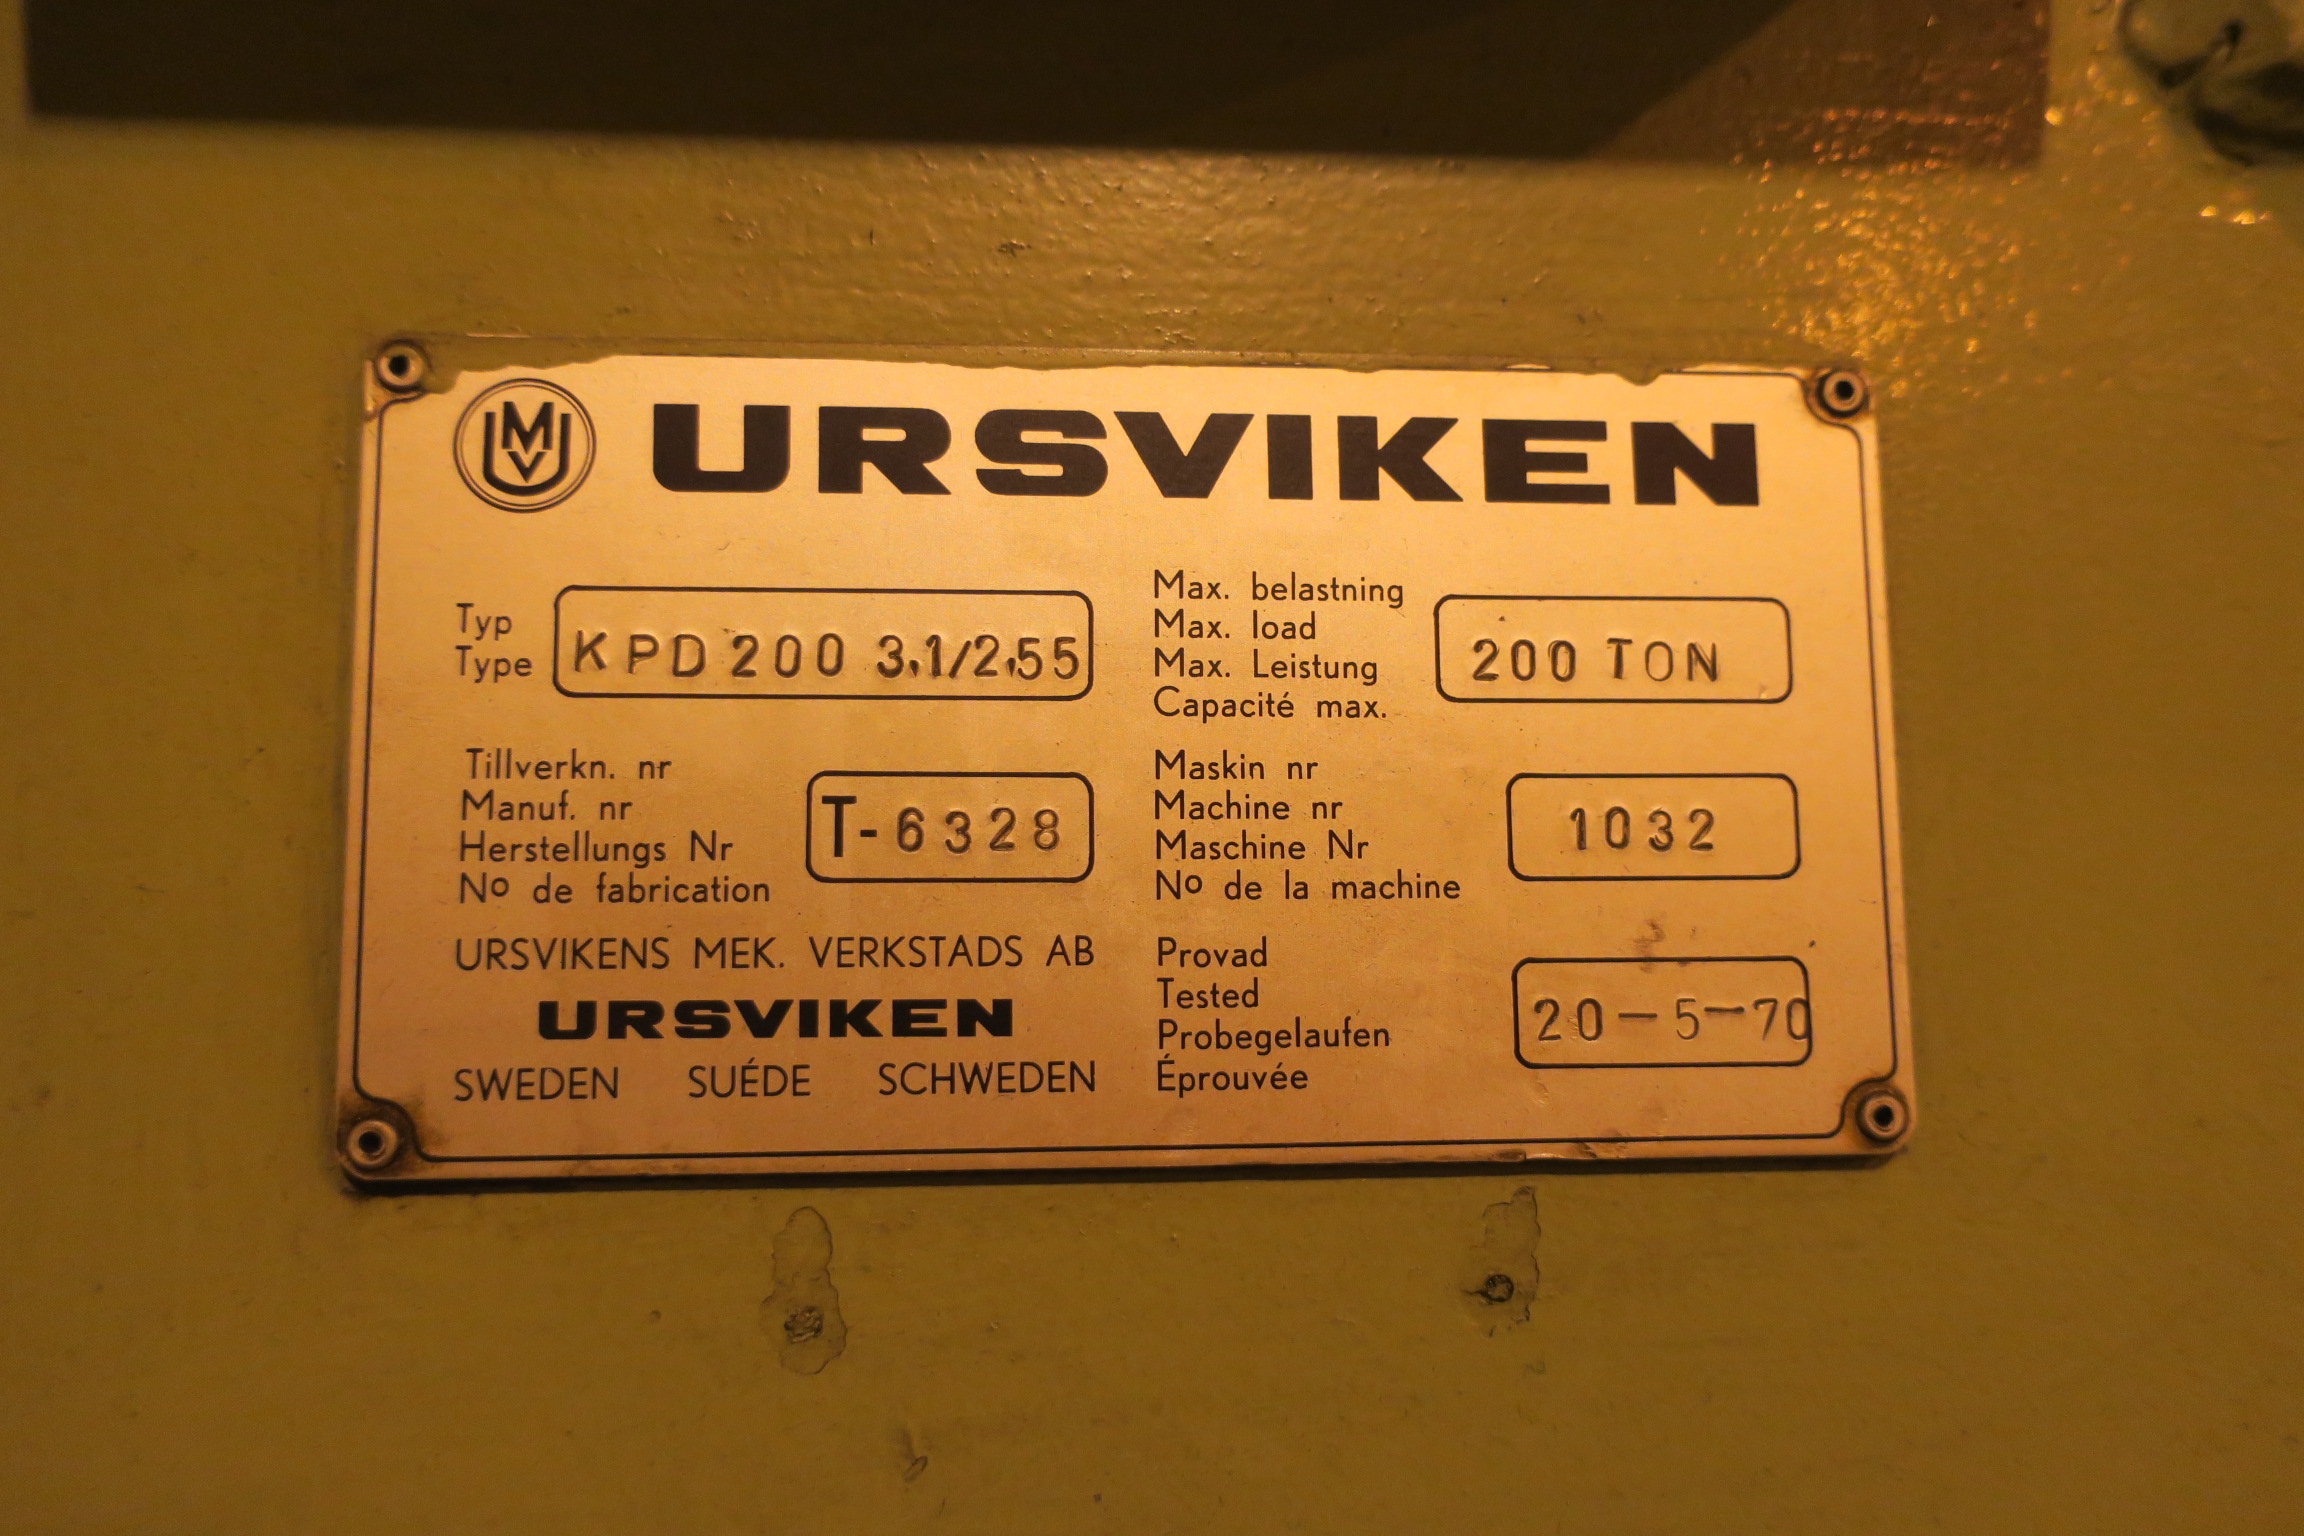 UMV URSVIKEN
Typ
Type
KPD 200 3,1/2,55
Max. belastning
Max. load
Max. Leistung
Capacité max.
200 TON
Tillverkn. nr
Manuf. nr
Herstellungs Nr
Nº de fabrication
T-6328
Maskin nr
Machine nr
Maschine Nr
Nº de la machine
1032
URSVIKENS MEK. VERKSTADS AB
URSVIKEN
SWEDEN SUÉDE SCHWEDEN
Provad
Tested
Probegelaufen
Éprouvée
20-5-70